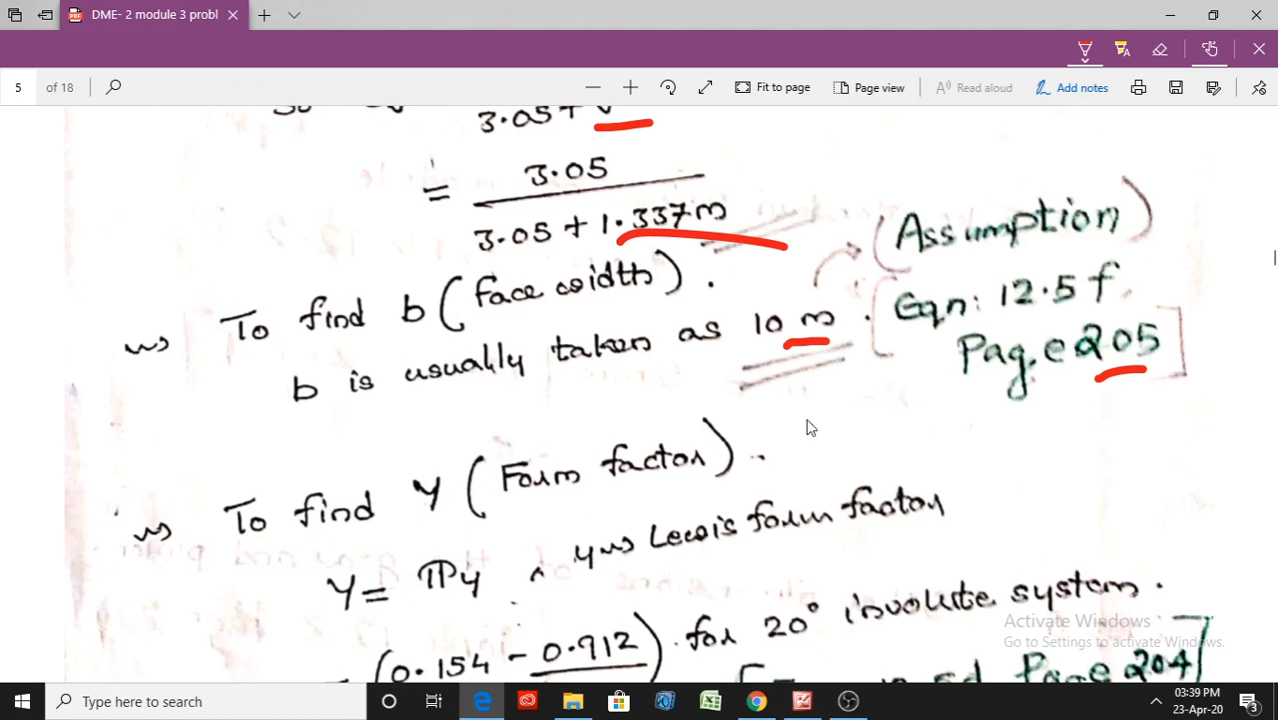 DME- 2 module 3 probl
5 of 18
Fit to page
Page view
Read aloud
Add notes
3.05 + V
= 3.05
3.05 + 1.337m
(Assumption)
To find b (face width).
b is usually taken as 10 m.
[Eqn: 12.5 f
Page 205]
To find Y (Form factor).
Y = πy, y Lewis form factor
(0.154 - 0.912) for 20° involute system.
Page 204]
Activate Windows
Go to Settings to activate Windows.
Type here to search
03:39 PM
23-Apr-20
3